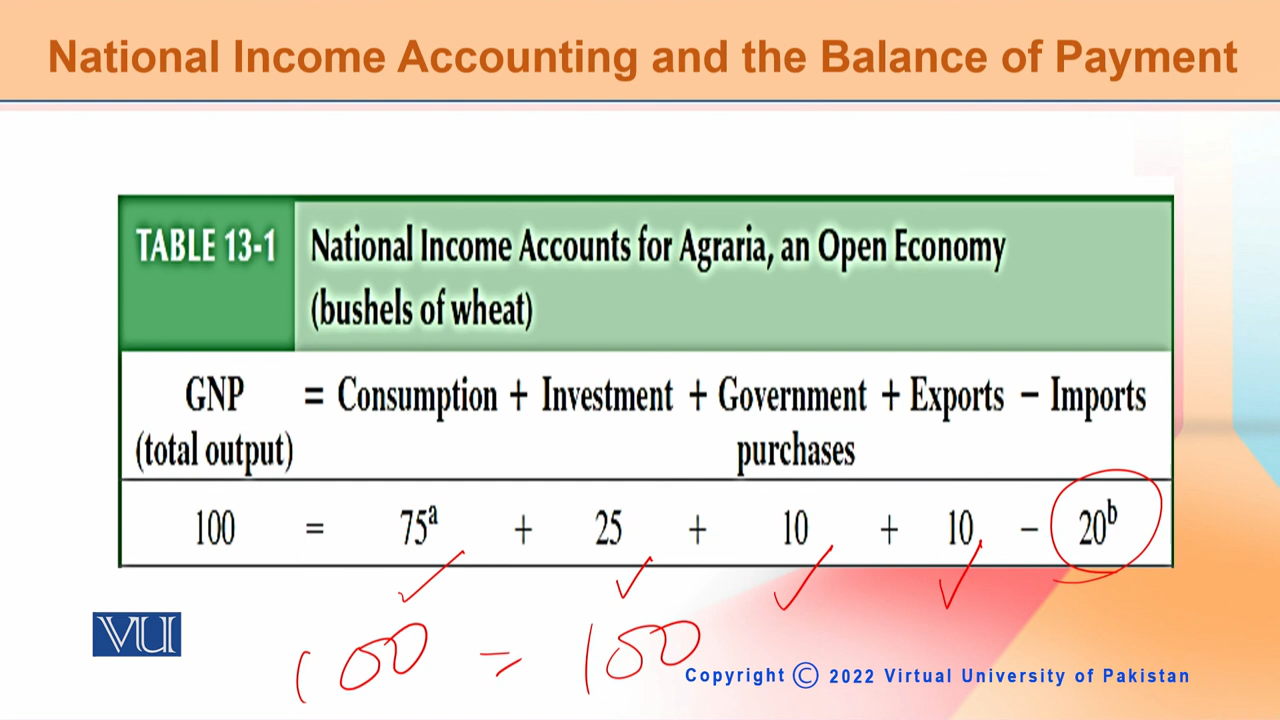 National Income Accounting and the Balance of Payment
TABLE 13-1
National Income Accounts for Agraria, an Open Economy
(bushels of wheat)
GNP = Consumption + Investment + Government + Exports − Imports
(total output) purchases
100 = 75ᵃ + 25 + 10 + 10 − 20ᵇ
100 = 100
VU
Copyright © 2022 Virtual University of Pakistan